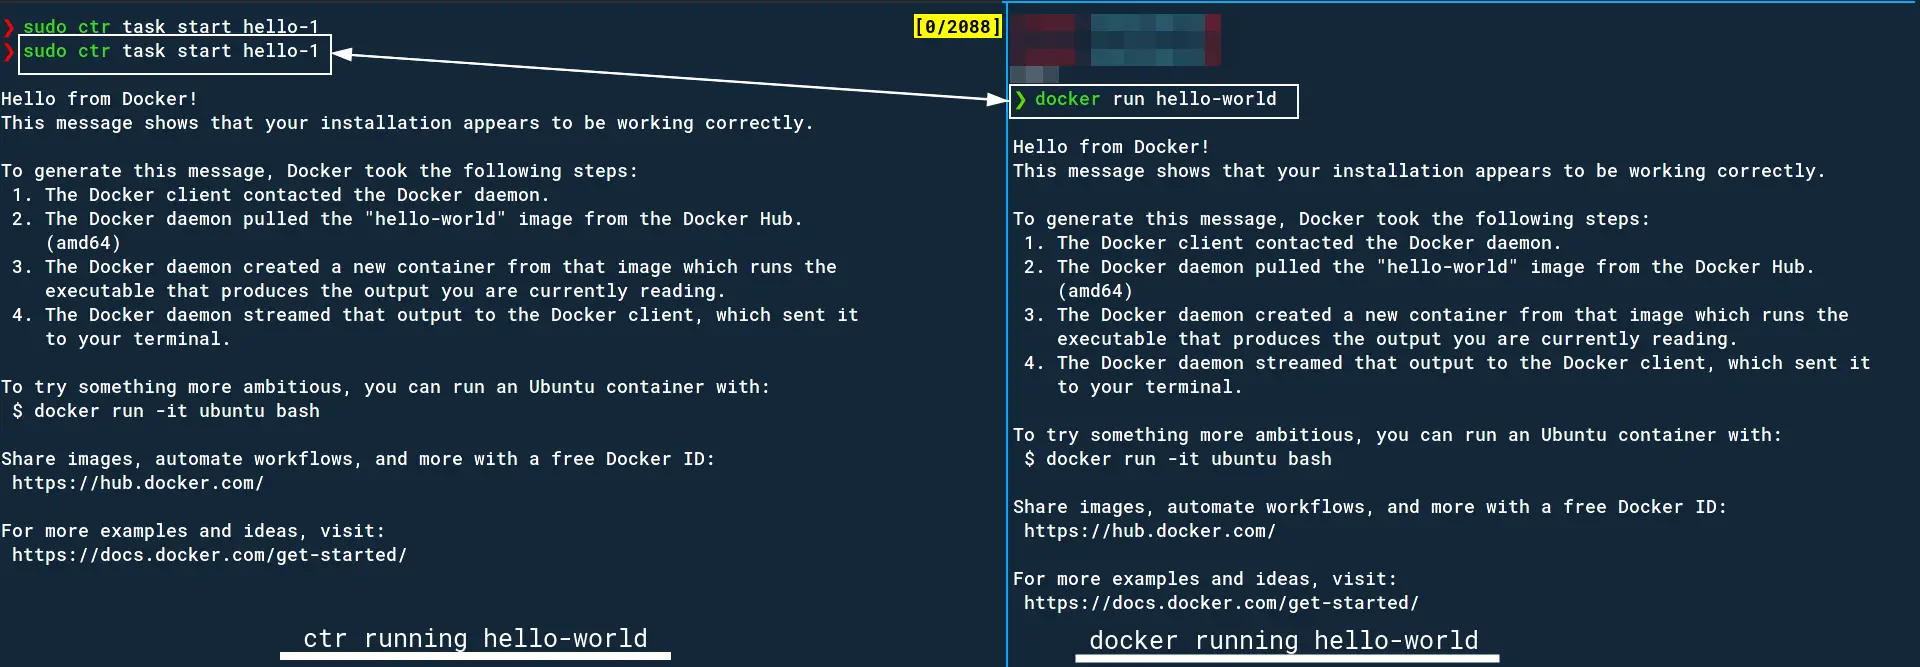 ❯ sudo ctr task start hello-1
❯ sudo ctr task start hello-1
[0/2088]

Hello from Docker!
This message shows that your installation appears to be working correctly.

To generate this message, Docker took the following steps:
 1. The Docker client contacted the Docker daemon.
 2. The Docker daemon pulled the "hello-world" image from the Docker Hub.
    (amd64)
 3. The Docker daemon created a new container from that image which runs the
    executable that produces the output you are currently reading.
 4. The Docker daemon streamed that output to the Docker client, which sent it
    to your terminal.

To try something more ambitious, you can run an Ubuntu container with:
 $ docker run -it ubuntu bash

Share images, automate workflows, and more with a free Docker ID:
 https://hub.docker.com/

For more examples and ideas, visit:
 https://docs.docker.com/get-started/

ctr running hello-world

❯ docker run hello-world

Hello from Docker!
This message shows that your installation appears to be working correctly.

To generate this message, Docker took the following steps:
 1. The Docker client contacted the Docker daemon.
 2. The Docker daemon pulled the "hello-world" image from the Docker Hub.
    (amd64)
 3. The Docker daemon created a new container from that image which runs the
    executable that produces the output you are currently reading.
 4. The Docker daemon streamed that output to the Docker client, which sent it
    to your terminal.

To try something more ambitious, you can run an Ubuntu container with:
 $ docker run -it ubuntu bash

Share images, automate workflows, and more with a free Docker ID:
 https://hub.docker.com/

For more examples and ideas, visit:
 https://docs.docker.com/get-started/

docker running hello-world